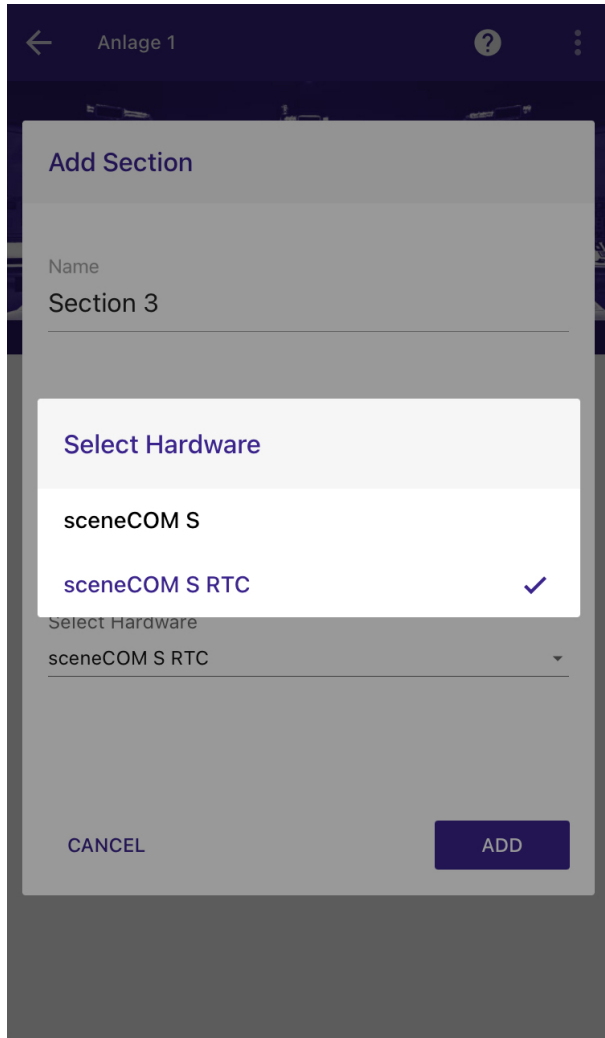 Anlage 1
Add Section
Name
Section 3
Select Hardware
sceneCOM S
sceneCOM S RTC
Select Hardware
sceneCOM S RTC
CANCEL
ADD